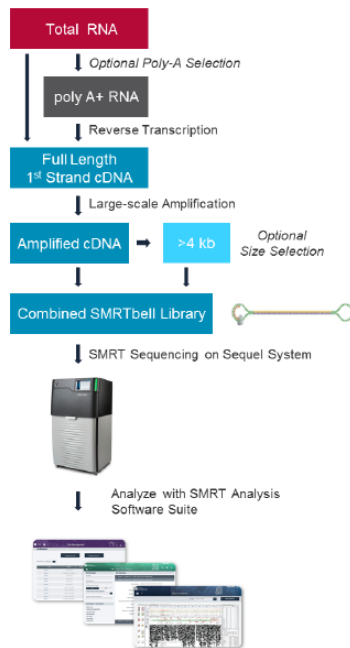 Total RNA
Optional Poly-A Selection
poly A+ RNA
Reverse Transcription
Full Length
1st Strand cDNA
Large-scale Amplification
Amplified cDNA
>4 kb
Optional
Size Selection
Combined SMRTbell Library
SMRT Sequencing on Sequel System
Analyze with SMRT Analysis
Software Suite